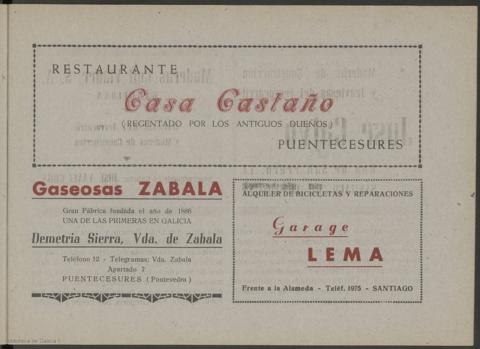 RESTAURANTE
Casa Castaño
(REGENTADO POR LOS ANTIGUOS DUEÑOS)
PUENTECESURES
Gaseosas ZABALA
Gran Fábrica fundada el año de 1886
UNA DE LAS PRIMERAS EN GALICIA
Demetria Sierra, Vda. de Zabala
Teléfono 12 - Telegramas: Vda. Zabala
Apartado 7
PUENTECESURES (Pontevedra)
ALQUILER DE BICICLETAS Y REPARACIONES
Garage
LEMA
Frente a la Alameda - Teléf. 1975 - SANTIAGO